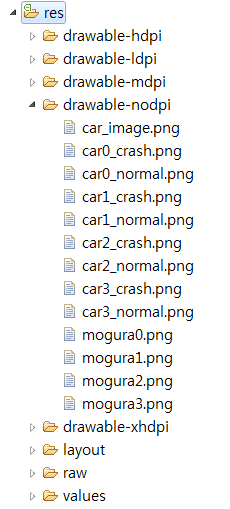 res
drawable-hdpi
drawable-ldpi
drawable-mdpi
drawable-nodpi
car_image.png
car0_crash.png
car0_normal.png
car1_crash.png
car1_normal.png
car2_crash.png
car2_normal.png
car3_crash.png
car3_normal.png
mogura0.png
mogura1.png
mogura2.png
mogura3.png
drawable-xhdpi
layout
raw
values